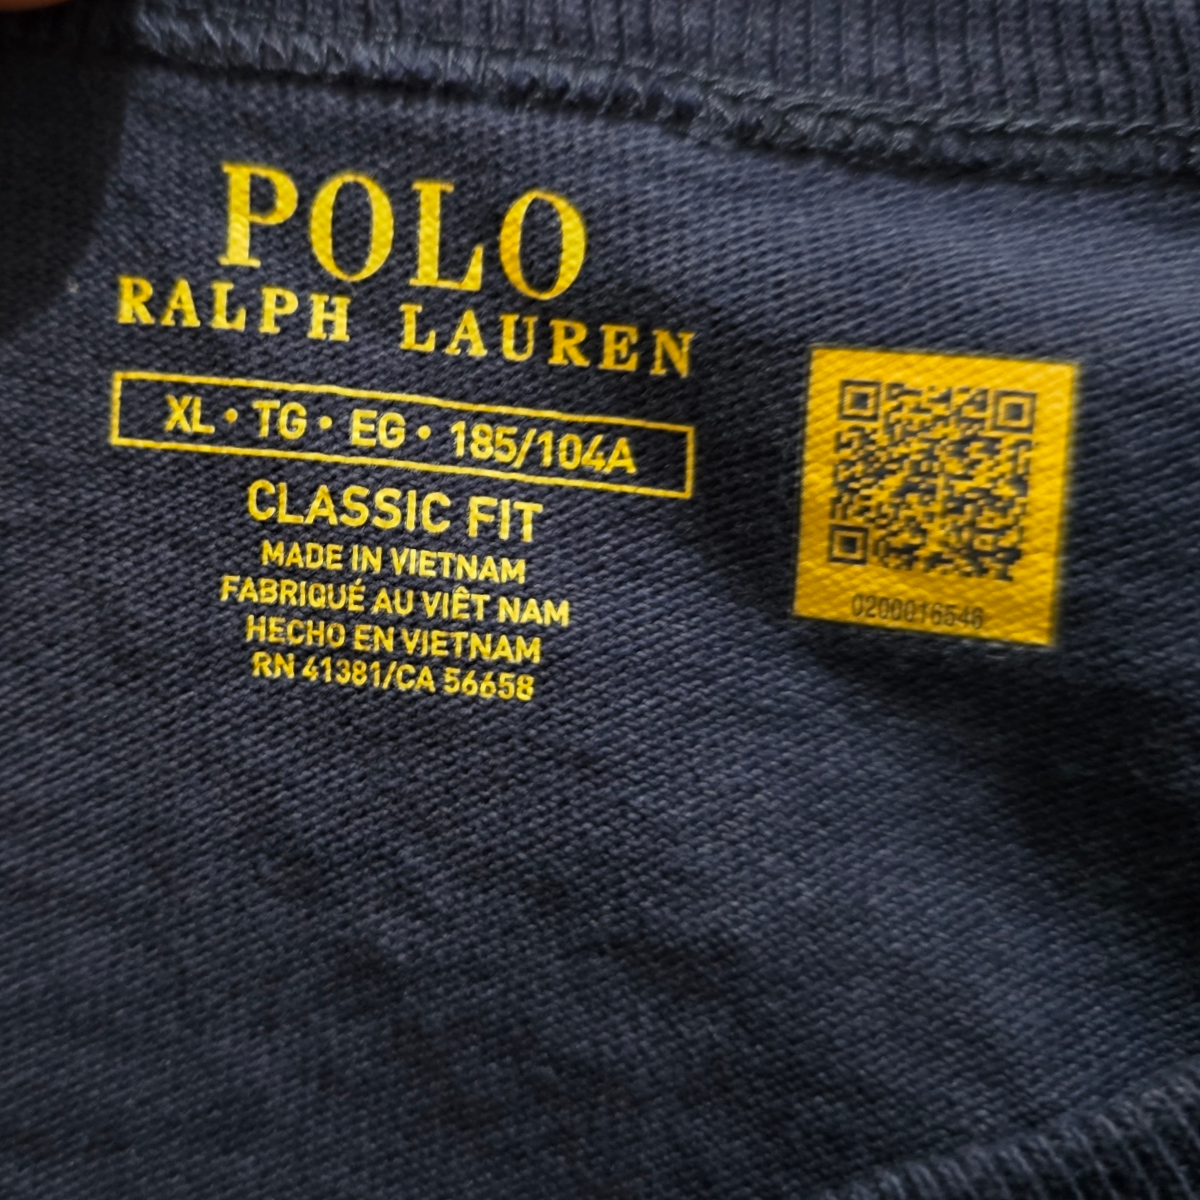 POLO
RALPH LAUREN
XL • TG • EG • 185/104A
CLASSIC FIT
MADE IN VIETNAM
FABRIQUÉ AU VIÊT NAM
HECHO EN VIETNAM
RN 41381/CA 56658
0200016546